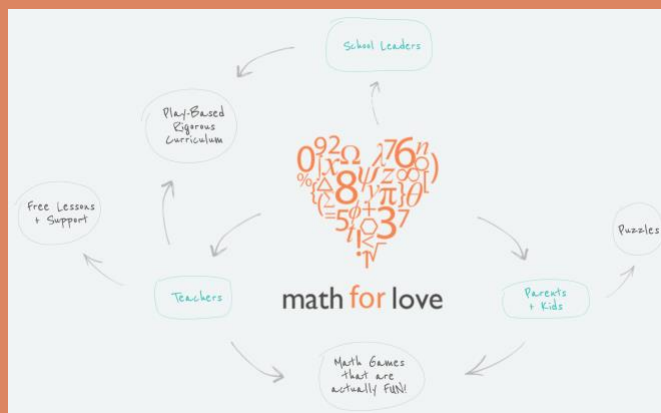 School Leaders
Play-Based
Rigorous
Curriculum
Free Lessons
+ Support
Puzzles
Teachers
math for love
Parents
+ Kids
Math Games
that are
actually FUN!